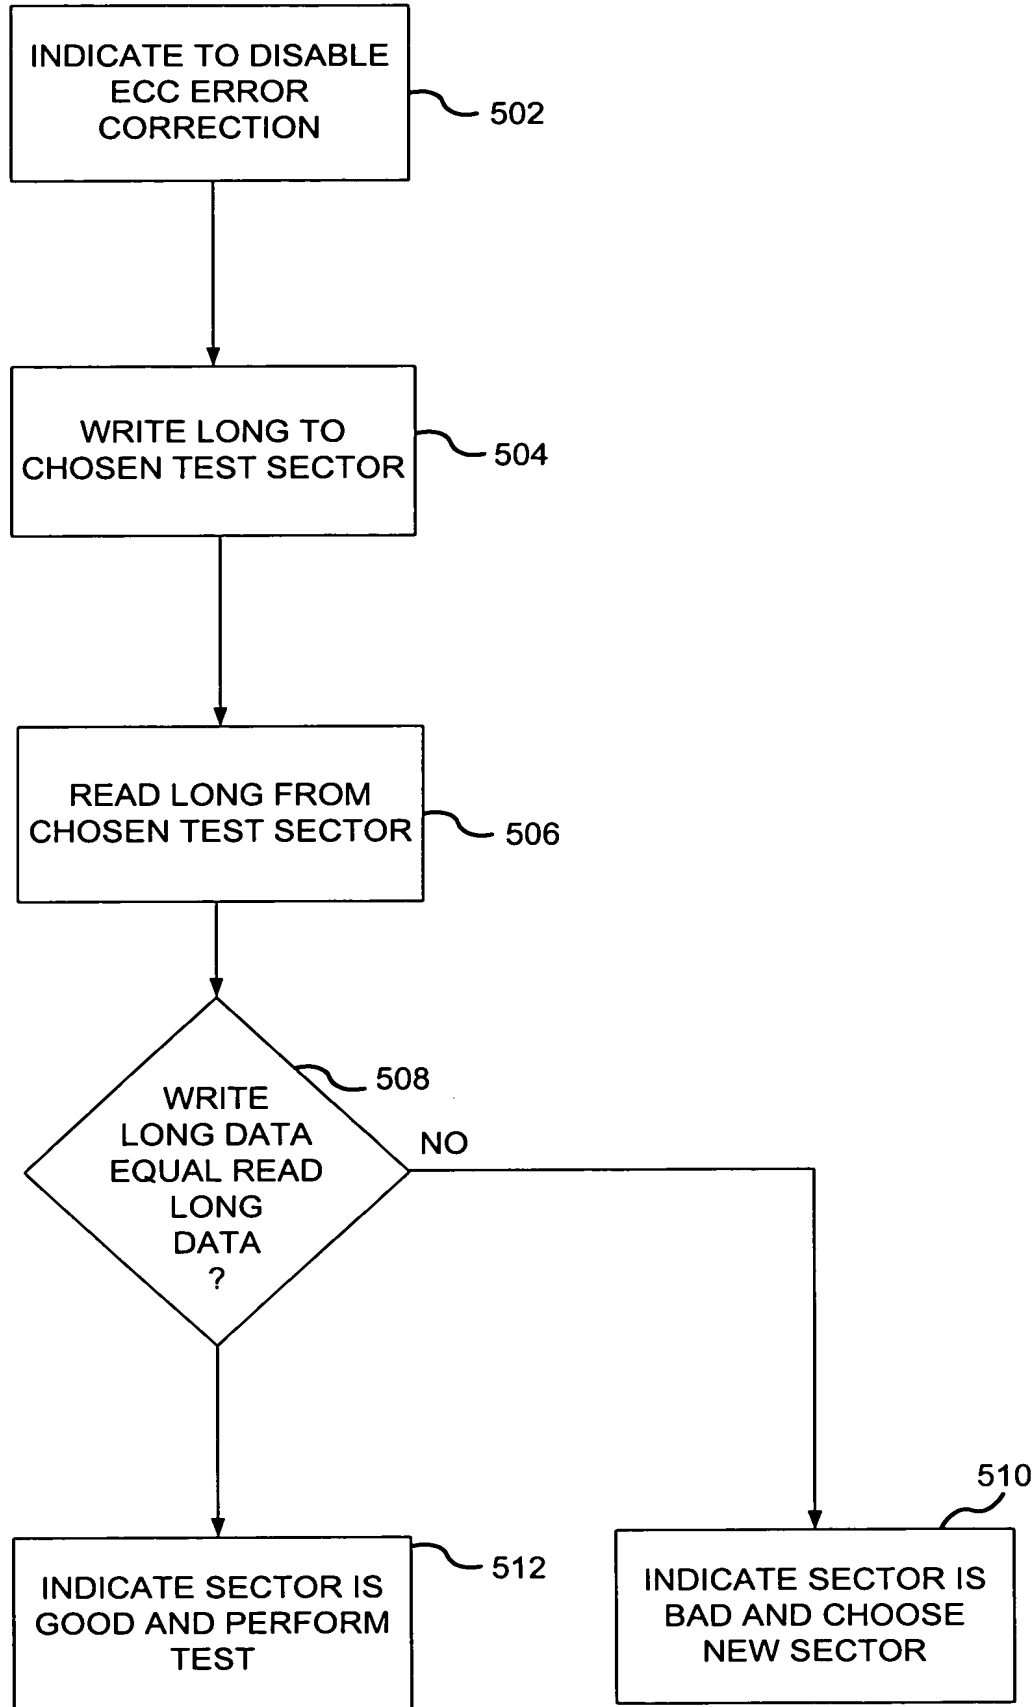 INDICATE TO DISABLE
ECC ERROR
CORRECTION
502
WRITE LONG TO
CHOSEN TEST SECTOR
504
READ LONG FROM
CHOSEN TEST SECTOR
506
508
WRITE
LONG DATA
EQUAL READ
LONG
DATA
?
NO
510
512
INDICATE SECTOR IS
GOOD AND PERFORM
TEST
INDICATE SECTOR IS
BAD AND CHOOSE
NEW SECTOR